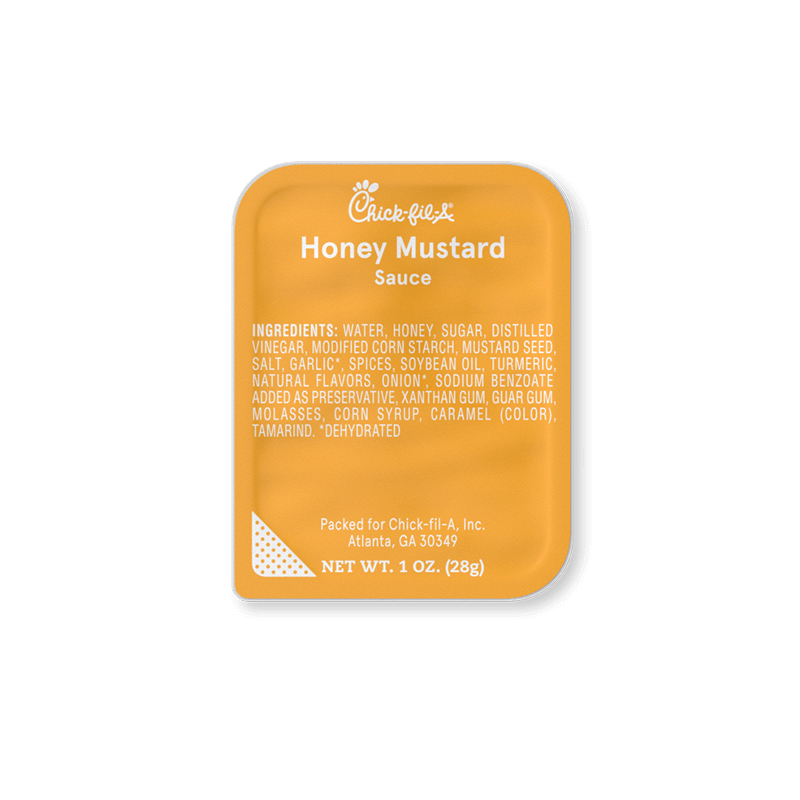 Chick-fil-A®
Honey Mustard
Sauce
INGREDIENTS: WATER, HONEY, SUGAR, DISTILLED
VINEGAR, MODIFIED CORN STARCH, MUSTARD SEED,
SALT, GARLIC*, SPICES, SOYBEAN OIL, TURMERIC,
NATURAL FLAVORS, ONION*, SODIUM BENZOATE
ADDED AS PRESERVATIVE, XANTHAN GUM, GUAR GUM,
MOLASSES, CORN SYRUP, CARAMEL (COLOR),
TAMARIND. *DEHYDRATED
Packed for Chick-fil-A, Inc.
Atlanta, GA 30349
NET WT. 1 OZ. (28g)